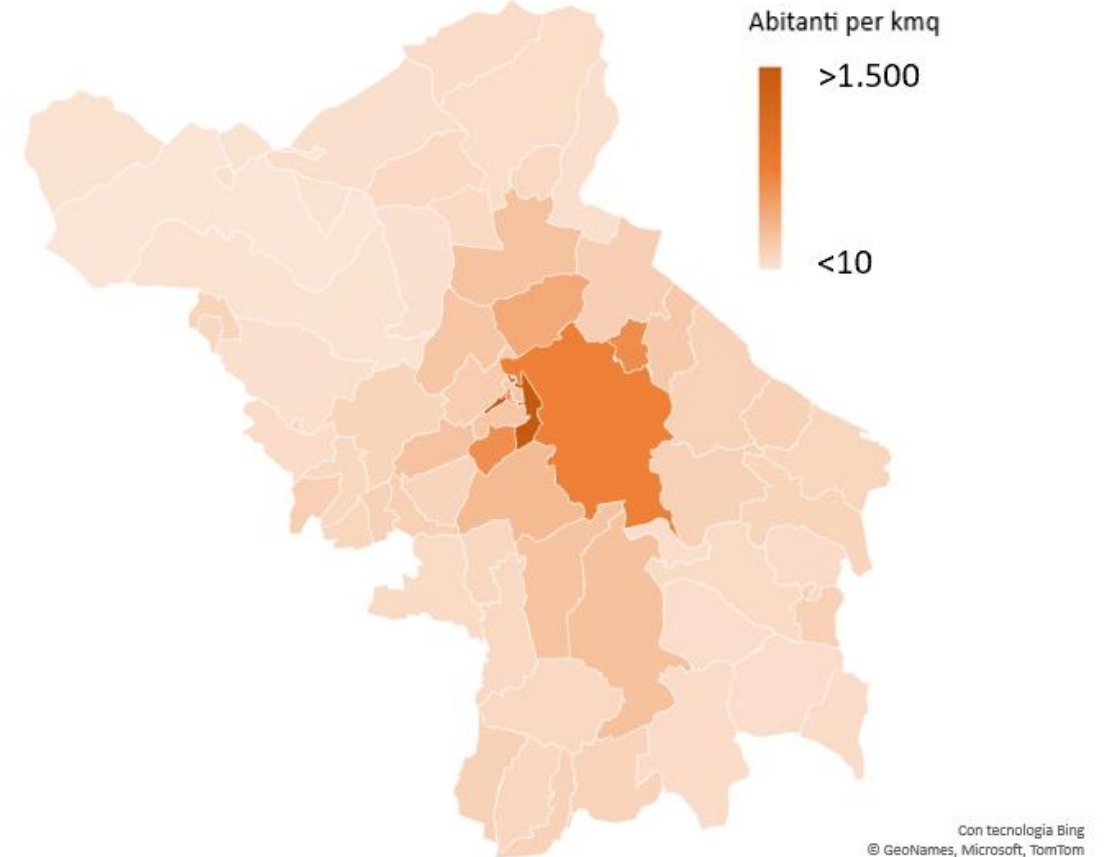 Abitanti per kmq
>1.500
<10
Con tecnologia Bing
© GeoNames, Microsoft, TomTom